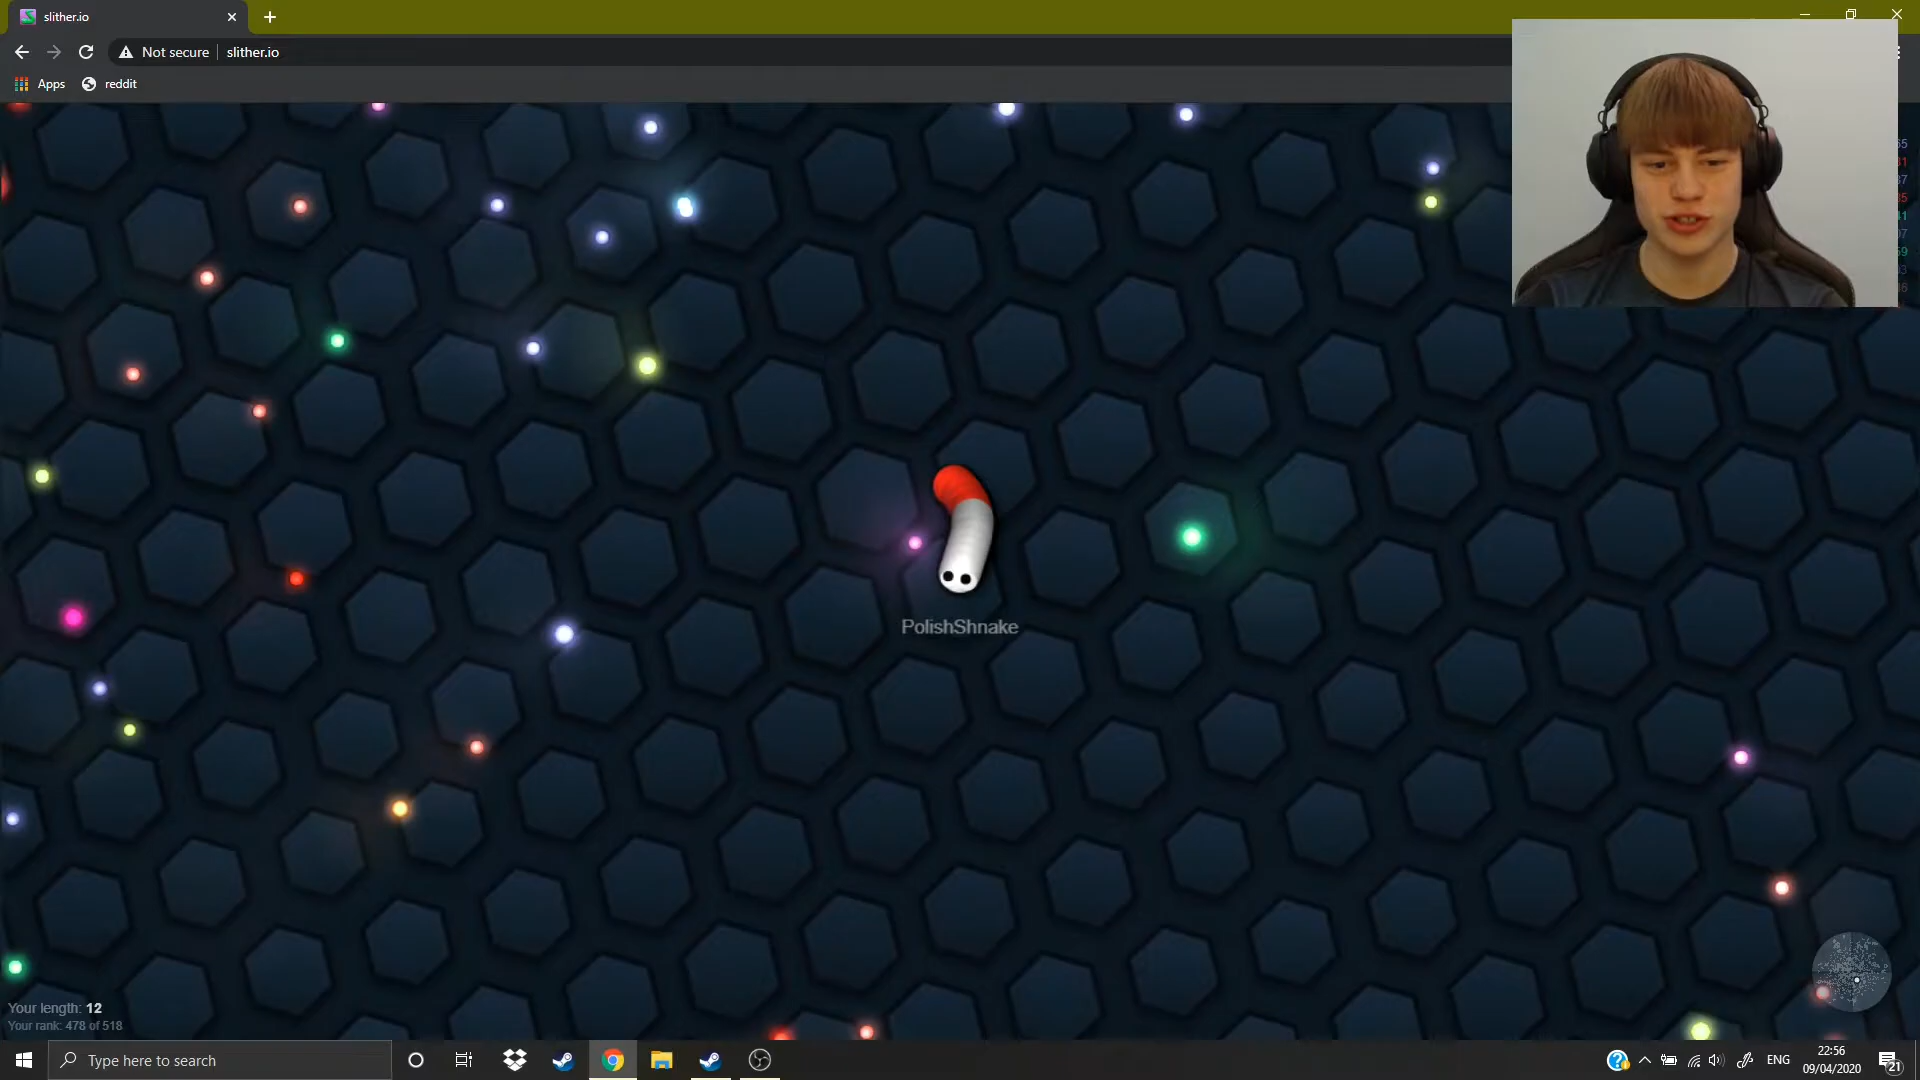 slither.io
Not secure
slither.io
Apps
reddit
PolishShnake
Your length: 12
Your rank: 478 of 518
Type here to search
ENG
22:56
09/04/2020
21